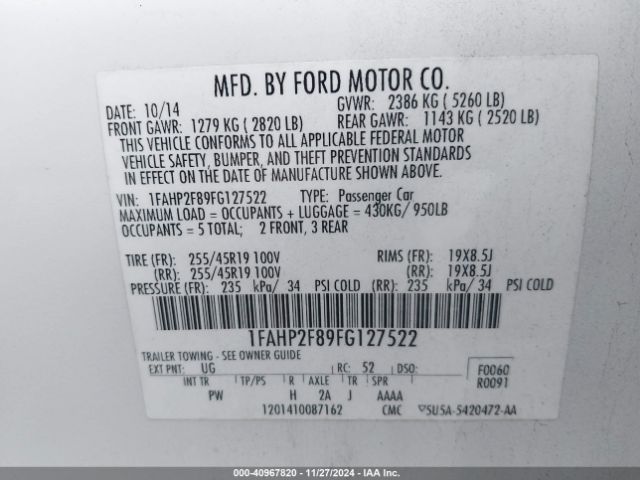 MFD. BY FORD MOTOR CO.
DATE: 10/14 GVWR: 2386 KG ( 5260 LB)
FRONT GAWR: 1279 KG ( 2820 LB) REAR GAWR: 1143 KG ( 2520 LB)
THIS VEHICLE CONFORMS TO ALL APPLICABLE FEDERAL MOTOR
VEHICLE SAFETY, BUMPER, AND THEFT PREVENTION STANDARDS
IN EFFECT ON THE DATE OF MANUFACTURE SHOWN ABOVE.
VIN: 1FAHP2F89FG127522 TYPE: Passenger Car
MAXIMUM LOAD = OCCUPANTS + LUGGAGE = 430KG/ 950LB
OCCUPANTS = 5 TOTAL; 2 FRONT, 3 REAR
TIRE (FR): 255/45R19 100V RIMS (FR): 19X8.5J
(RR): 255/45R19 100V (RR): 19X8.5J
PRESSURE (FR): 235 kPa/ 34 PSI COLD (RR): 235 kPa/ 34 PSI COLD
1FAHP2F89FG127522
TRAILER TOWING - SEE OWNER GUIDE
EXT PNT: UG RC: 52 DSO: F0060
INT TR TP/PS R AXLE TR SPR R0091
PW H 2A J AAAA
1201410087162 CMC 5U5A-5420472-AA
000-40967820 - 11/27/2024 - IAA Inc.